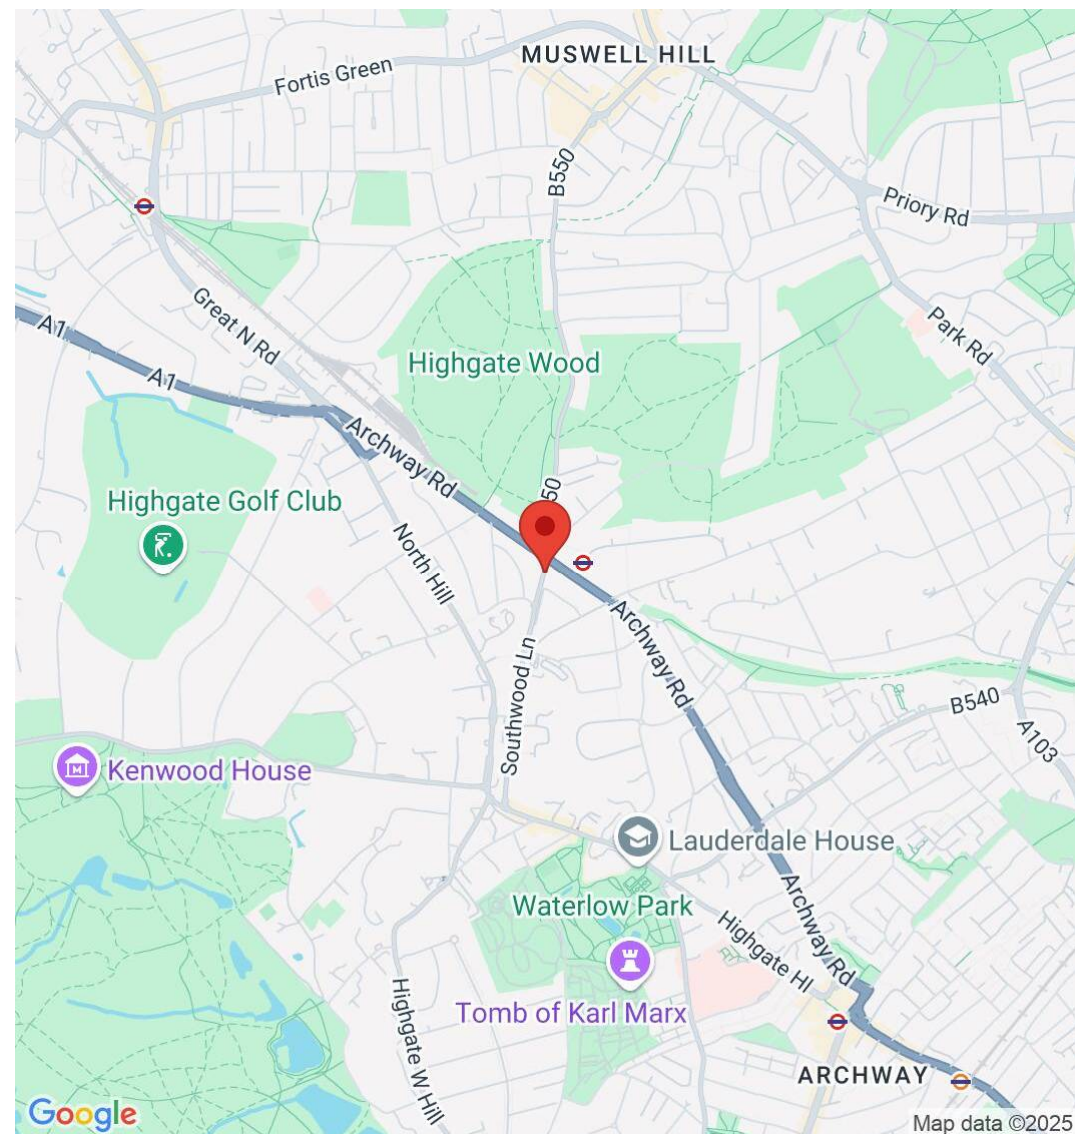 MUSWELL HILL
Fortis Green
B550
Priory Rd
Great N Rd
A1
A1
Park Rd
Highgate Wood
Archway Rd
50
Highgate Golf Club
North Hill
Archway Rd
Southwood Ln
B540
A103
Kenwood House
Lauderdale House
Waterlow Park
Archway Rd
Highgate Hl
Tomb of Karl Marx
Highgate W Hill
ARCHWAY
Google
Map data ©2025